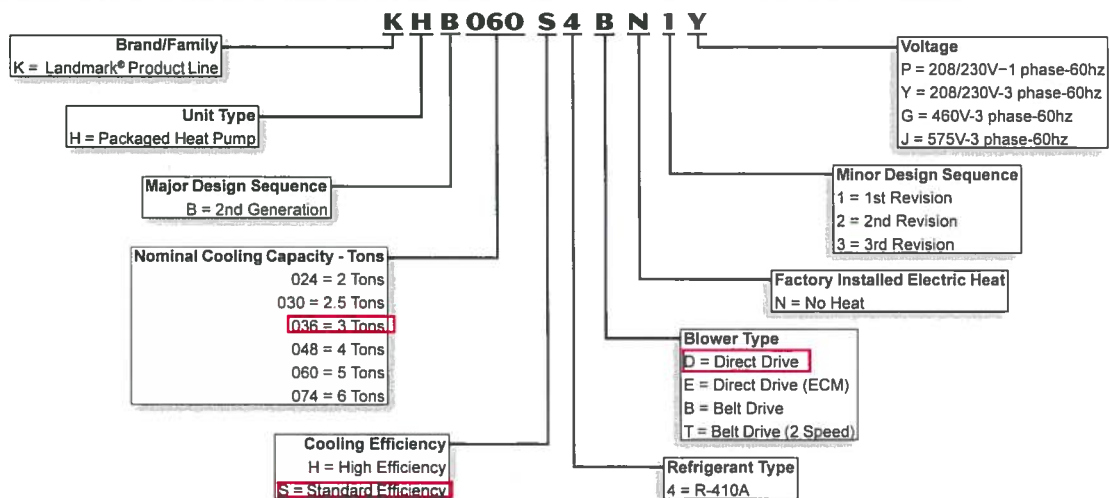 K H B 060 S 4 B N 1 Y
Brand/Family
K = Landmark® Product Line
Unit Type
H = Packaged Heat Pump
Major Design Sequence
B = 2nd Generation
Nominal Cooling Capacity - Tons
024 = 2 Tons
030 = 2.5 Tons
036 = 3 Tons
048 = 4 Tons
060 = 5 Tons
074 = 6 Tons
Cooling Efficiency
H = High Efficiency
S = Standard Efficiency
Voltage
P = 208/230V−1 phase-60hz
Y = 208/230V-3 phase-60hz
G = 460V-3 phase-60hz
J = 575V-3 phase-60hz
Minor Design Sequence
1 = 1st Revision
2 = 2nd Revision
3 = 3rd Revision
Factory Installed Electric Heat
N = No Heat
Blower Type
D = Direct Drive
E = Direct Drive (ECM)
B = Belt Drive
T = Belt Drive (2 Speed)
Refrigerant Type
4 = R-410A